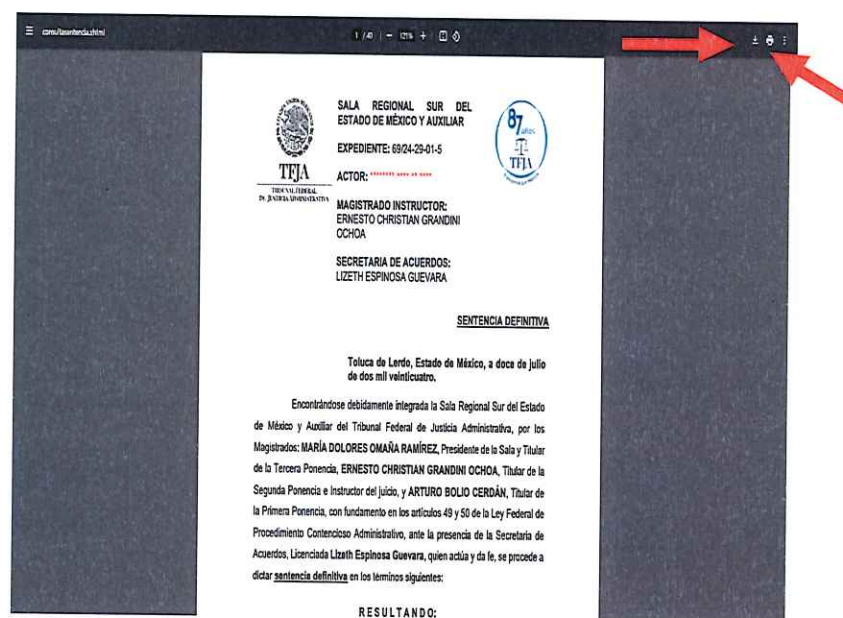 consultasentencia.xhtml
1 / 40 | − 121% +
SALA REGIONAL SUR DEL
ESTADO DE MÉXICO Y AUXILIAR
EXPEDIENTE: 69/24-29-01-5
ACTOR: ******** **** ** ****
MAGISTRADO INSTRUCTOR:
ERNESTO CHRISTIAN GRANDINI
OCHOA
SECRETARIA DE ACUERDOS:
LIZETH ESPINOSA GUEVARA
TFJA
TRIBUNAL FEDERAL
DE JUSTICIA ADMINISTRATIVA
87
años
TFJA
SENTENCIA DEFINITIVA
Toluca de Lerdo, Estado de México, a doce de julio
de dos mil veinticuatro.
Encontrándose debidamente integrada la Sala Regional Sur del Estado
de México y Auxiliar del Tribunal Federal de Justicia Administrativa, por los
Magistrados: MARÍA DOLORES OMAÑA RAMÍREZ, Presidente de la Sala y Titular
de la Tercera Ponencia, ERNESTO CHRISTIAN GRANDINI OCHOA, Titular de la
Segunda Ponencia e Instructor del juicio, y ARTURO BOLIO CERDÁN, Titular de
la Primera Ponencia, con fundamento en los artículos 49 y 50 de la Ley Federal de
Procedimiento Contencioso Administrativo, ante la presencia de la Secretaria de
Acuerdos, Licenciada Lizeth Espinosa Guevara, quien actúa y da fe, se procede a
dictar sentencia definitiva en los términos siguientes:
RESULTANDO: